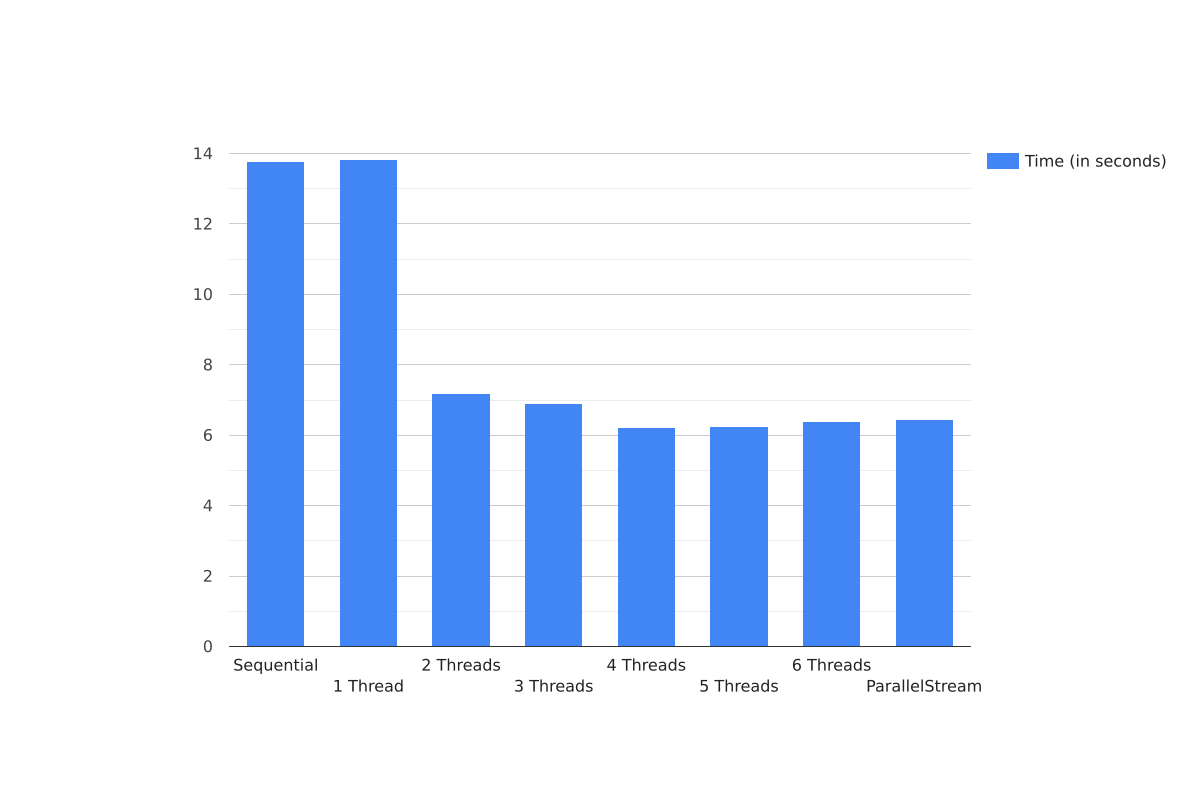 14
12
10
8
6
4
2
0
Time (in seconds)
Sequential
1 Thread
2 Threads
3 Threads
4 Threads
5 Threads
6 Threads
ParallelStream